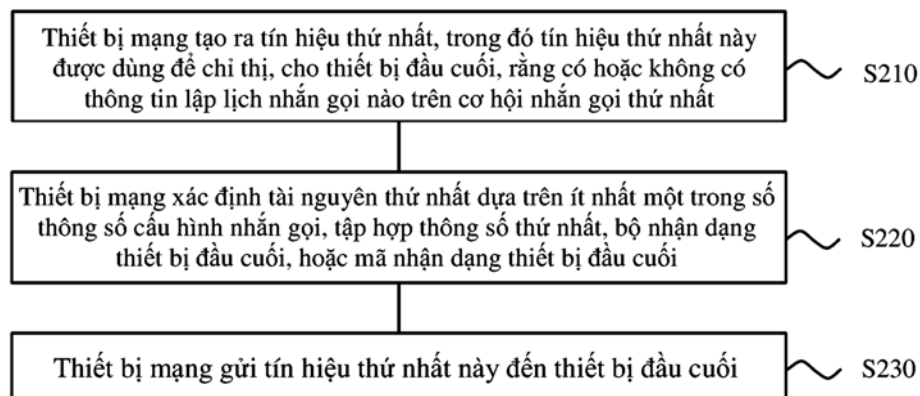 Thiết bị mạng tạo ra tín hiệu thứ nhất, trong đó tín hiệu thứ nhất này
được dùng để chỉ thị, cho thiết bị đầu cuối, rằng có hoặc không có
thông tin lập lịch nhắn gọi nào trên cơ hội nhắn gọi thứ nhất
S210
Thiết bị mạng xác định tài nguyên thứ nhất dựa trên ít nhất một trong số
thông số cấu hình nhắn gọi, tập hợp thông số thứ nhất, bộ nhận dạng
thiết bị đầu cuối, hoặc mã nhận dạng thiết bị đầu cuối
S220
Thiết bị mạng gửi tín hiệu thứ nhất này đến thiết bị đầu cuối
S230